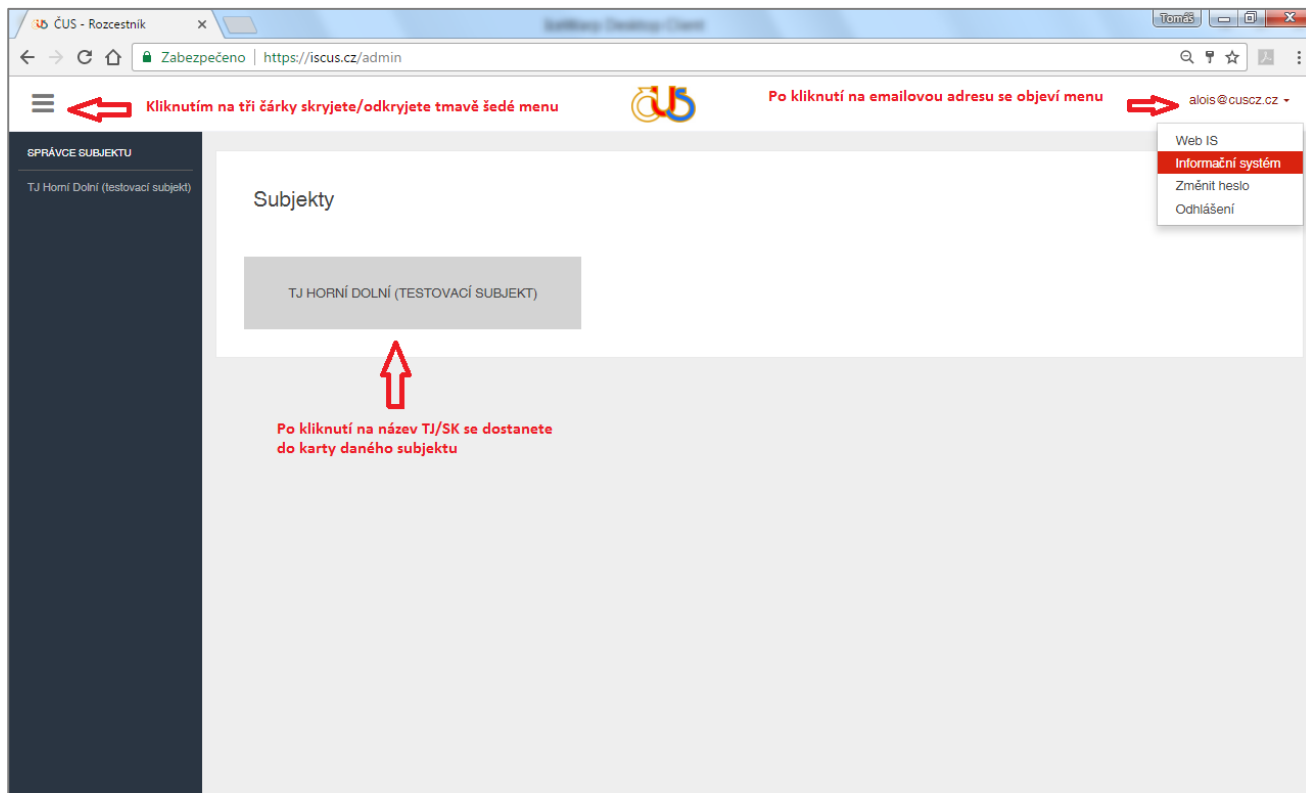 ČUS - Rozcestník
Tomáš
Zabezpečeno | https://iscus.cz/admin
Kliknutím na tři čárky skryjete/odkryjete tmavě šedé menu
ČUS
Po kliknutí na emailovou adresu se objeví menu
alois@cuscz.cz
Web IS
Informační systém
Změnit heslo
Odhlášení
SPRÁVCE SUBJEKTU
TJ Horní Dolní (testovací subjekt)
Subjekty
TJ HORNÍ DOLNÍ (TESTOVACÍ SUBJEKT)
Po kliknutí na název TJ/SK se dostanete
do karty daného subjektu